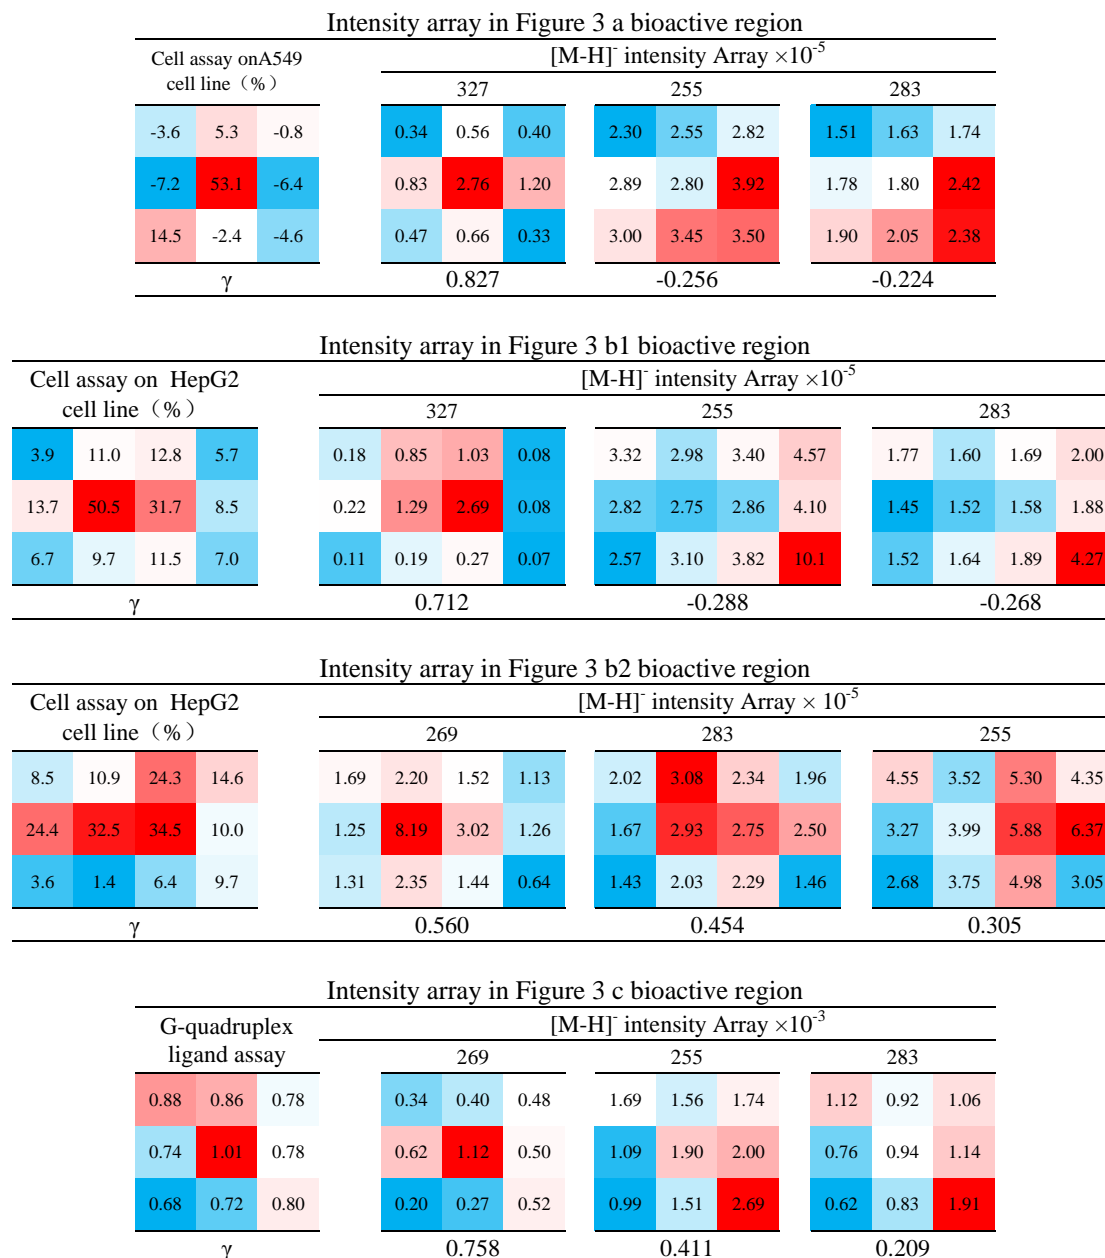 Intensity array in Figure 3 a bioactive region
Cell assay onA549
cell line（%）
[M-H]- intensity Array ×10-5
327 255 283
-3.6 5.3 -0.8 0.34 0.56 0.40 2.30 2.55 2.82 1.51 1.63 1.74
-7.2 53.1 -6.4 0.83 2.76 1.20 2.89 2.80 3.92 1.78 1.80 2.42
14.5 -2.4 -4.6 0.47 0.66 0.33 3.00 3.45 3.50 1.90 2.05 2.38
γ 0.827 -0.256 -0.224
Intensity array in Figure 3 b1 bioactive region
Cell assay on HepG2
cell line（%）
[M-H]- intensity Array ×10-5
327 255 283
3.9 11.0 12.8 5.7 0.18 0.85 1.03 0.08 3.32 2.98 3.40 4.57 1.77 1.60 1.69 2.00
13.7 50.5 31.7 8.5 0.22 1.29 2.69 0.08 2.82 2.75 2.86 4.10 1.45 1.52 1.58 1.88
6.7 9.7 11.5 7.0 0.11 0.19 0.27 0.07 2.57 3.10 3.82 10.1 1.52 1.64 1.89 4.27
γ 0.712 -0.288 -0.268
Intensity array in Figure 3 b2 bioactive region
Cell assay on HepG2
cell line（%）
[M-H]- intensity Array × 10-5
269 283 255
8.5 10.9 24.3 14.6 1.69 2.20 1.52 1.13 2.02 3.08 2.34 1.96 4.55 3.52 5.30 4.35
24.4 32.5 34.5 10.0 1.25 8.19 3.02 1.26 1.67 2.93 2.75 2.50 3.27 3.99 5.88 6.37
3.6 1.4 6.4 9.7 1.31 2.35 1.44 0.64 1.43 2.03 2.29 1.46 2.68 3.75 4.98 3.05
γ 0.560 0.454 0.305
Intensity array in Figure 3 c bioactive region
G-quadruplex
ligand assay
[M-H]- intensity Array ×10-3
269 255 283
0.88 0.86 0.78 0.34 0.40 0.48 1.69 1.56 1.74 1.12 0.92 1.06
0.74 1.01 0.78 0.62 1.12 0.50 1.09 1.90 2.00 0.76 0.94 1.14
0.68 0.72 0.80 0.20 0.27 0.52 0.99 1.51 2.69 0.62 0.83 1.91
γ 0.758 0.411 0.209